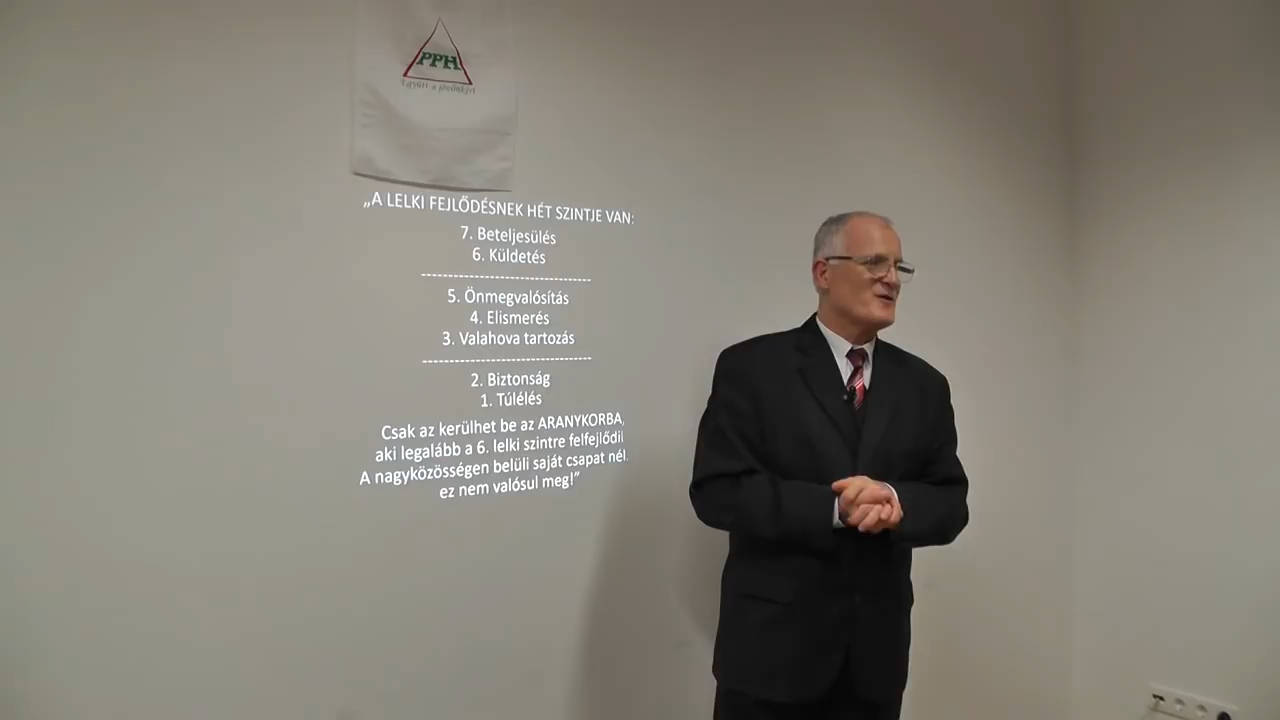 PPH
Együtt a jövőnkért
„A LELKI FEJLŐDÉSNEK HÉT SZINTJE VAN:
7. Beteljesülés
6. Küldetés
--------------------------------
5. Önmegvalósítás
4. Elismerés
3. Valahova tartozás
--------------------------------
2. Biztonság
1. Túlélés
Csak az kerülhet be az ARANYKORBA,
aki legalább a 6. lelki szintre felfejlődi
A nagyközösségen belüli saját csapat nél.
ez nem valósul meg!”